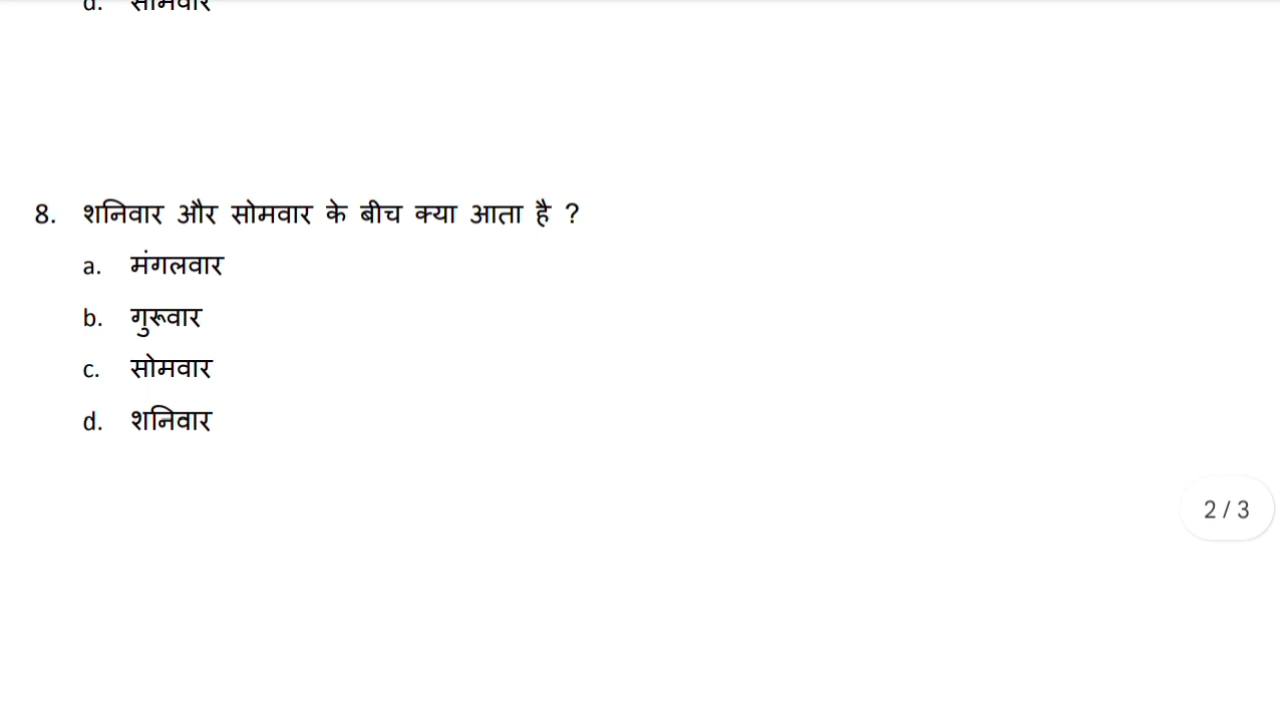 8. शनिवार और सोमवार के बीच क्या आता है ?
a. मंगलवार
b. गुरूवार
c. सोमवार
d. शनिवार
2 / 3